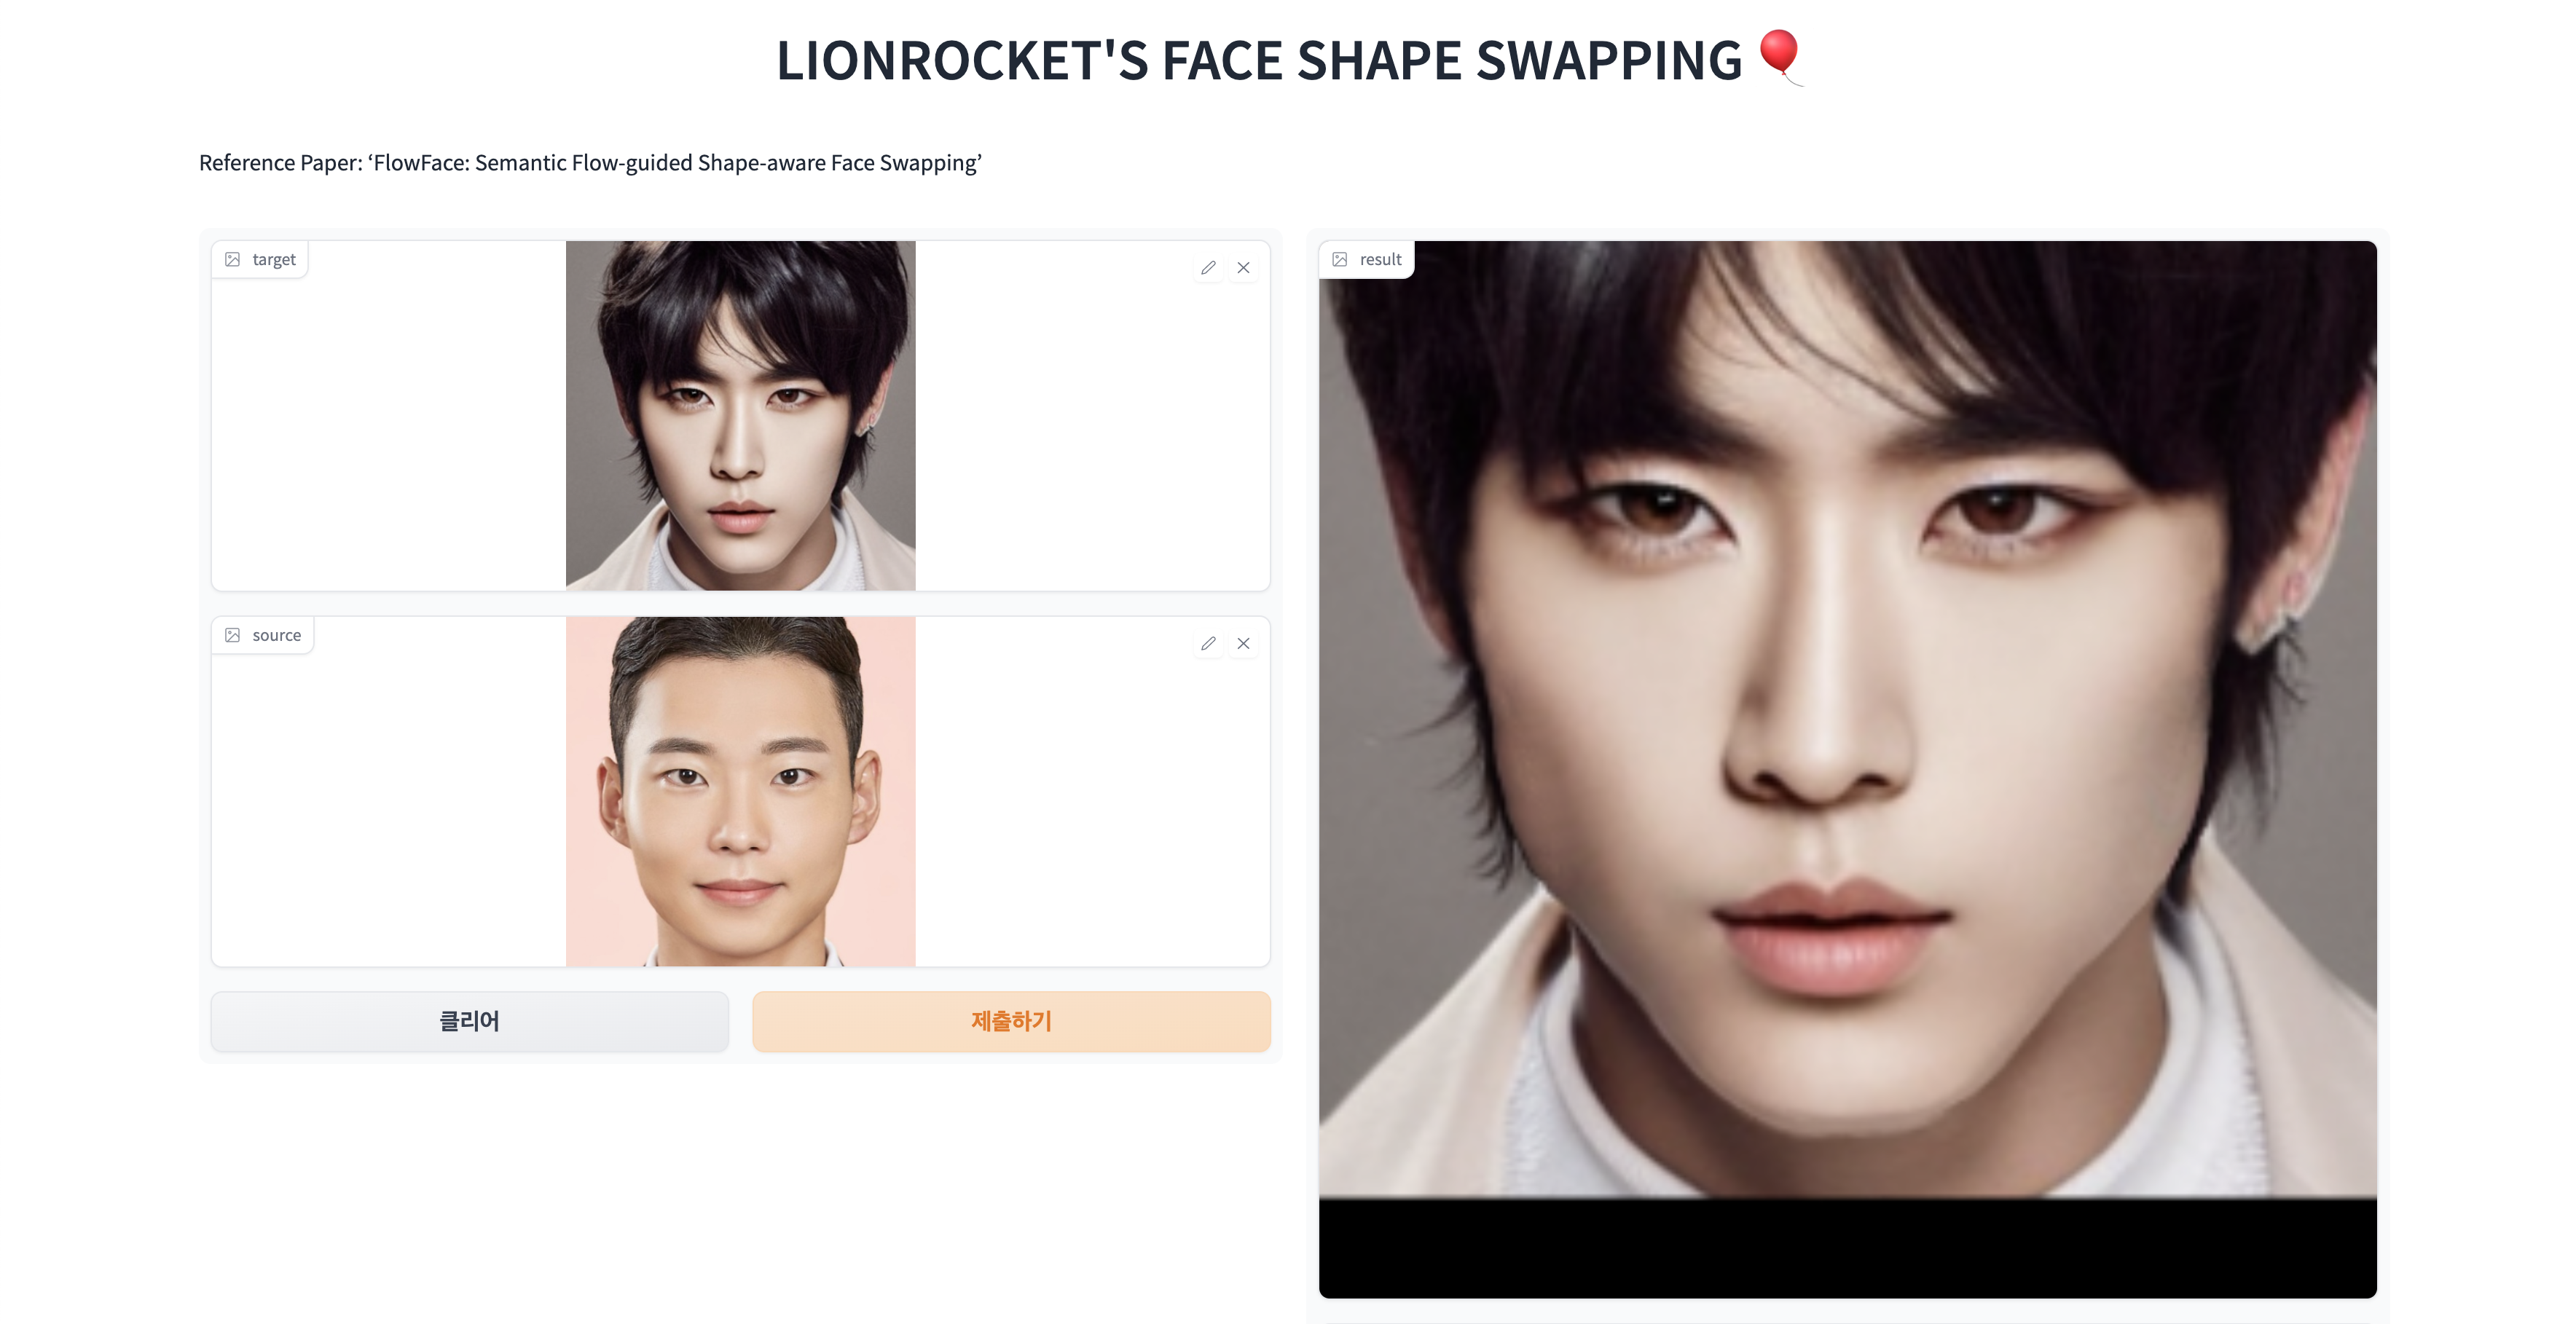 LIONROCKET'S FACE SHAPE SWAPPING🎈
Reference Paper: ‘FlowFace: Semantic Flow-guided Shape-aware Face Swapping’
target
source
클리어
제출하기
result